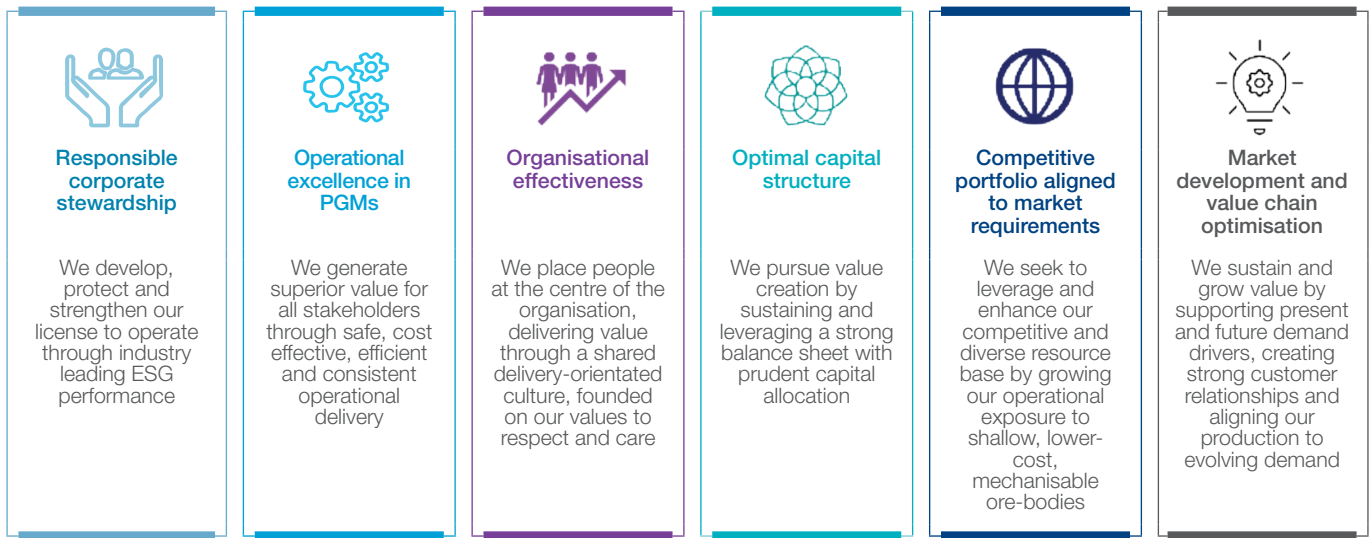 Responsible
corporate
stewardship
We develop,
protect and
strengthen our
license to operate
through industry
leading ESG
performance
Operational
excellence in
PGMs
We generate
superior value for
all stakeholders
through safe, cost
effective, efficient
and consistent
operational
delivery
Organisational
effectiveness
We place people
at the centre of the
organisation,
delivering value
through a shared
delivery-orientated
culture, founded
on our values to
respect and care
Optimal capital
structure
We pursue value
creation by
sustaining and
leveraging a strong
balance sheet with
prudent capital
allocation
Competitive
portfolio aligned
to market
requirements
We seek to
leverage and
enhance our
competitive and
diverse resource
base by growing
our operational
exposure to
shallow, lower-
cost,
mechanisable
ore-bodies
Market
development and
value chain
optimisation
We sustain and
grow value by
supporting present
and future demand
drivers, creating
strong customer
relationships and
aligning our
production to
evolving demand